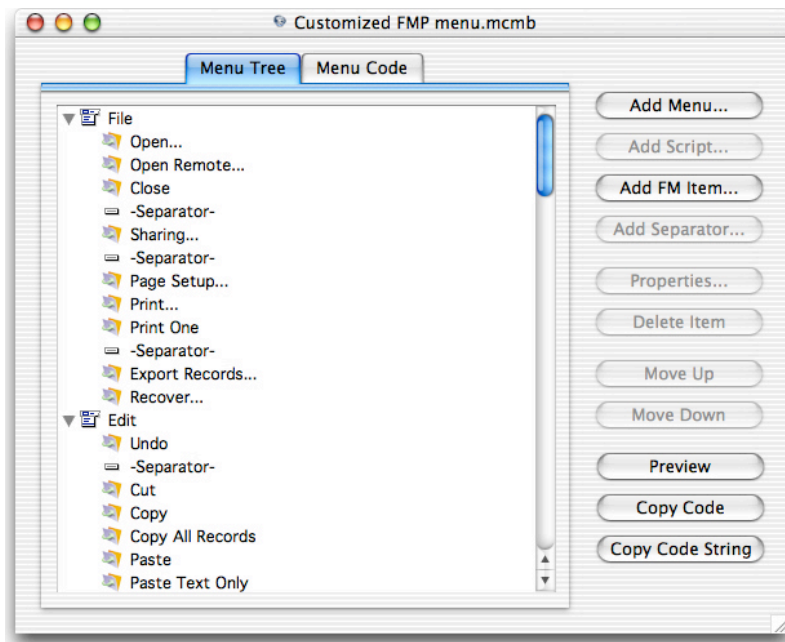 Customized FMP menu.mcmb
Menu Tree
Menu Code
File
Open...
Open Remote...
Close
-Separator-
Sharing...
-Separator-
Page Setup...
Print...
Print One
-Separator-
Export Records...
Recover...
Edit
Undo
-Separator-
Cut
Copy
Copy All Records
Paste
Paste Text Only
Add Menu...
Add Script...
Add FM Item...
Add Separator...
Properties...
Delete Item
Move Up
Move Down
Preview
Copy Code
Copy Code String